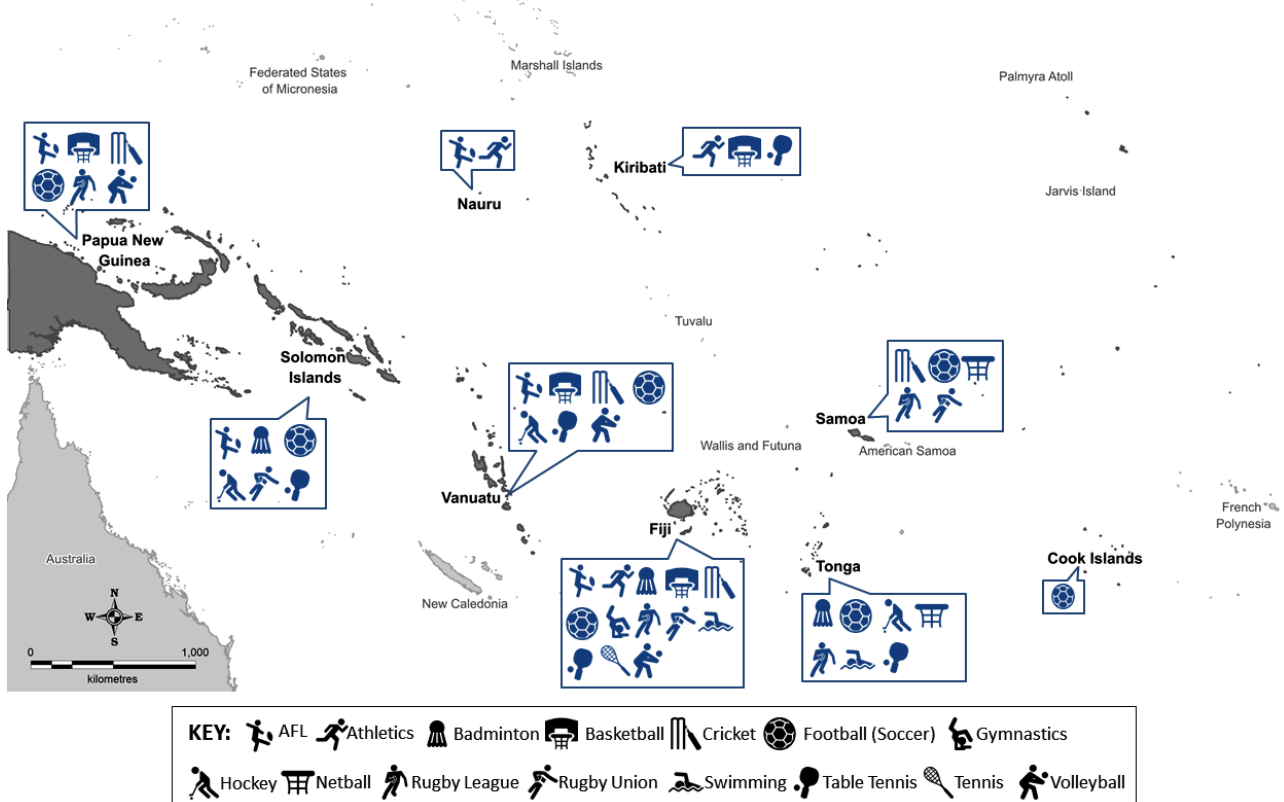 Marshall Islands
Federated States
of Micronesia
Palmyra Atoll
Kiribati
Jarvis Island
Nauru
Papua New
Guinea
Tuvalu
Solomon
Islands
Samoa
Wallis and Futuna
American Samoa
Vanuatu
French
Polynesia
Fiji
Australia
Cook Islands
Tonga
New Caledonia
N
W E
S
0 1,000
kilometres
KEY: AFL Athletics Badminton Basketball Cricket Football (Soccer) Gymnastics
Hockey Netball Rugby League Rugby Union Swimming Table Tennis Tennis Volleyball